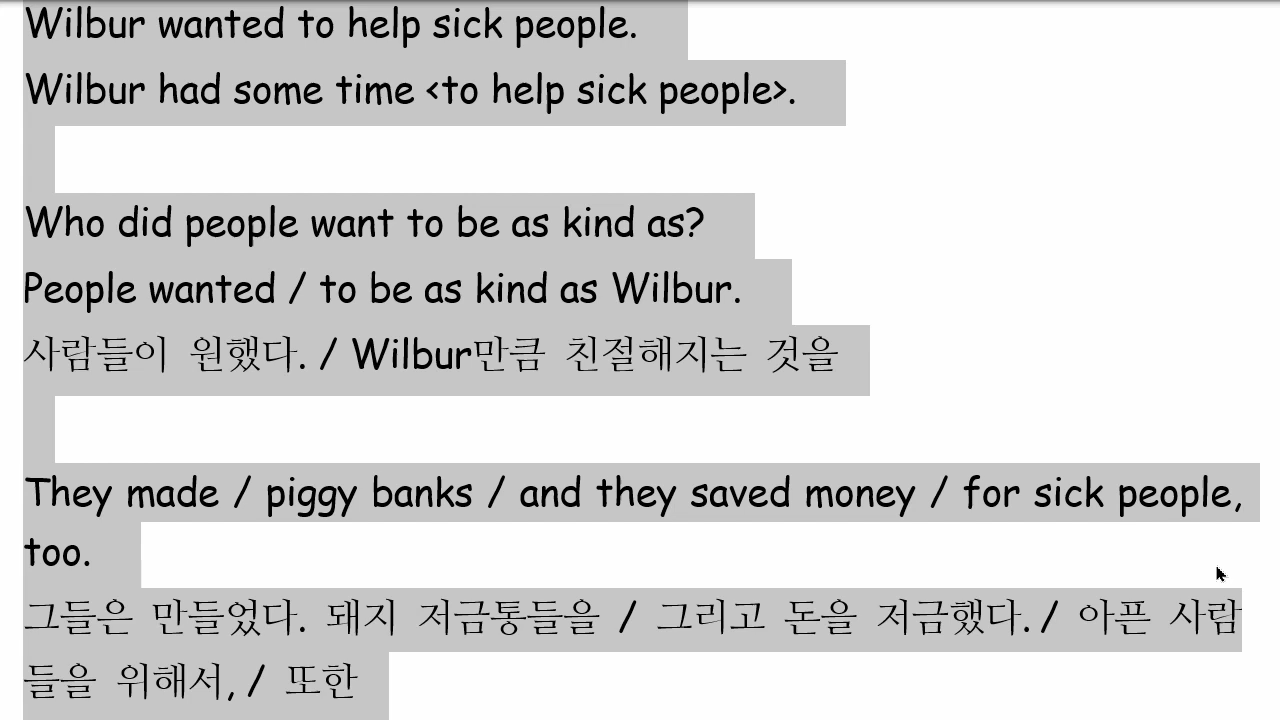 Wilbur wanted to help sick people.
Wilbur had some time <to help sick people>.
Who did people want to be as kind as?
People wanted / to be as kind as Wilbur.
사람들이 원했다. / Wilbur만큼 친절해지는 것을
They made / piggy banks / and they saved money / for sick people,
too.
그들은 만들었다. 돼지 저금통들을 / 그리고 돈을 저금했다. / 아픈 사람
들을 위해서, / 또한